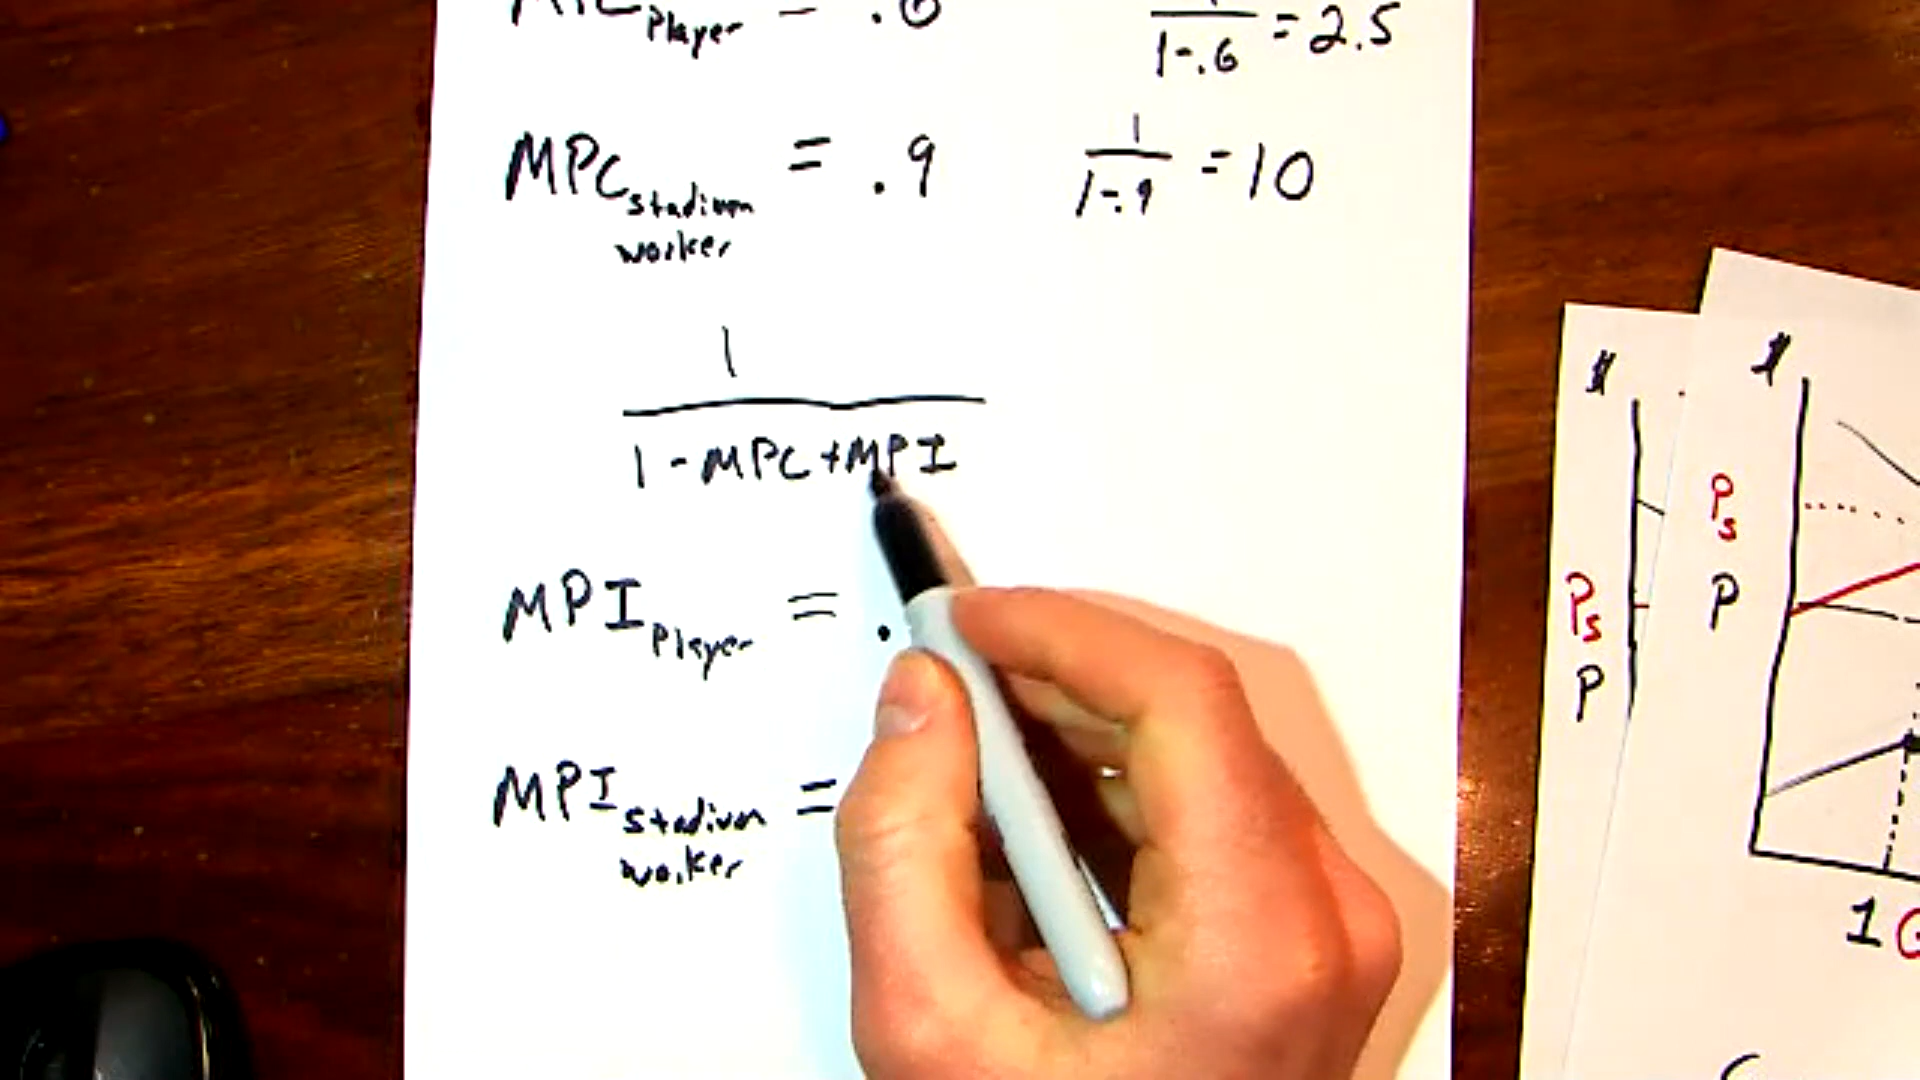 Player = .6
1-.6 = 2.5
MPC stadium worker = .9
1
1-.9 = 10
1
1 - MPC + MPI
MPI Player = .
MPI stadium worker =
$
Ps
P
$
Ps
P
1